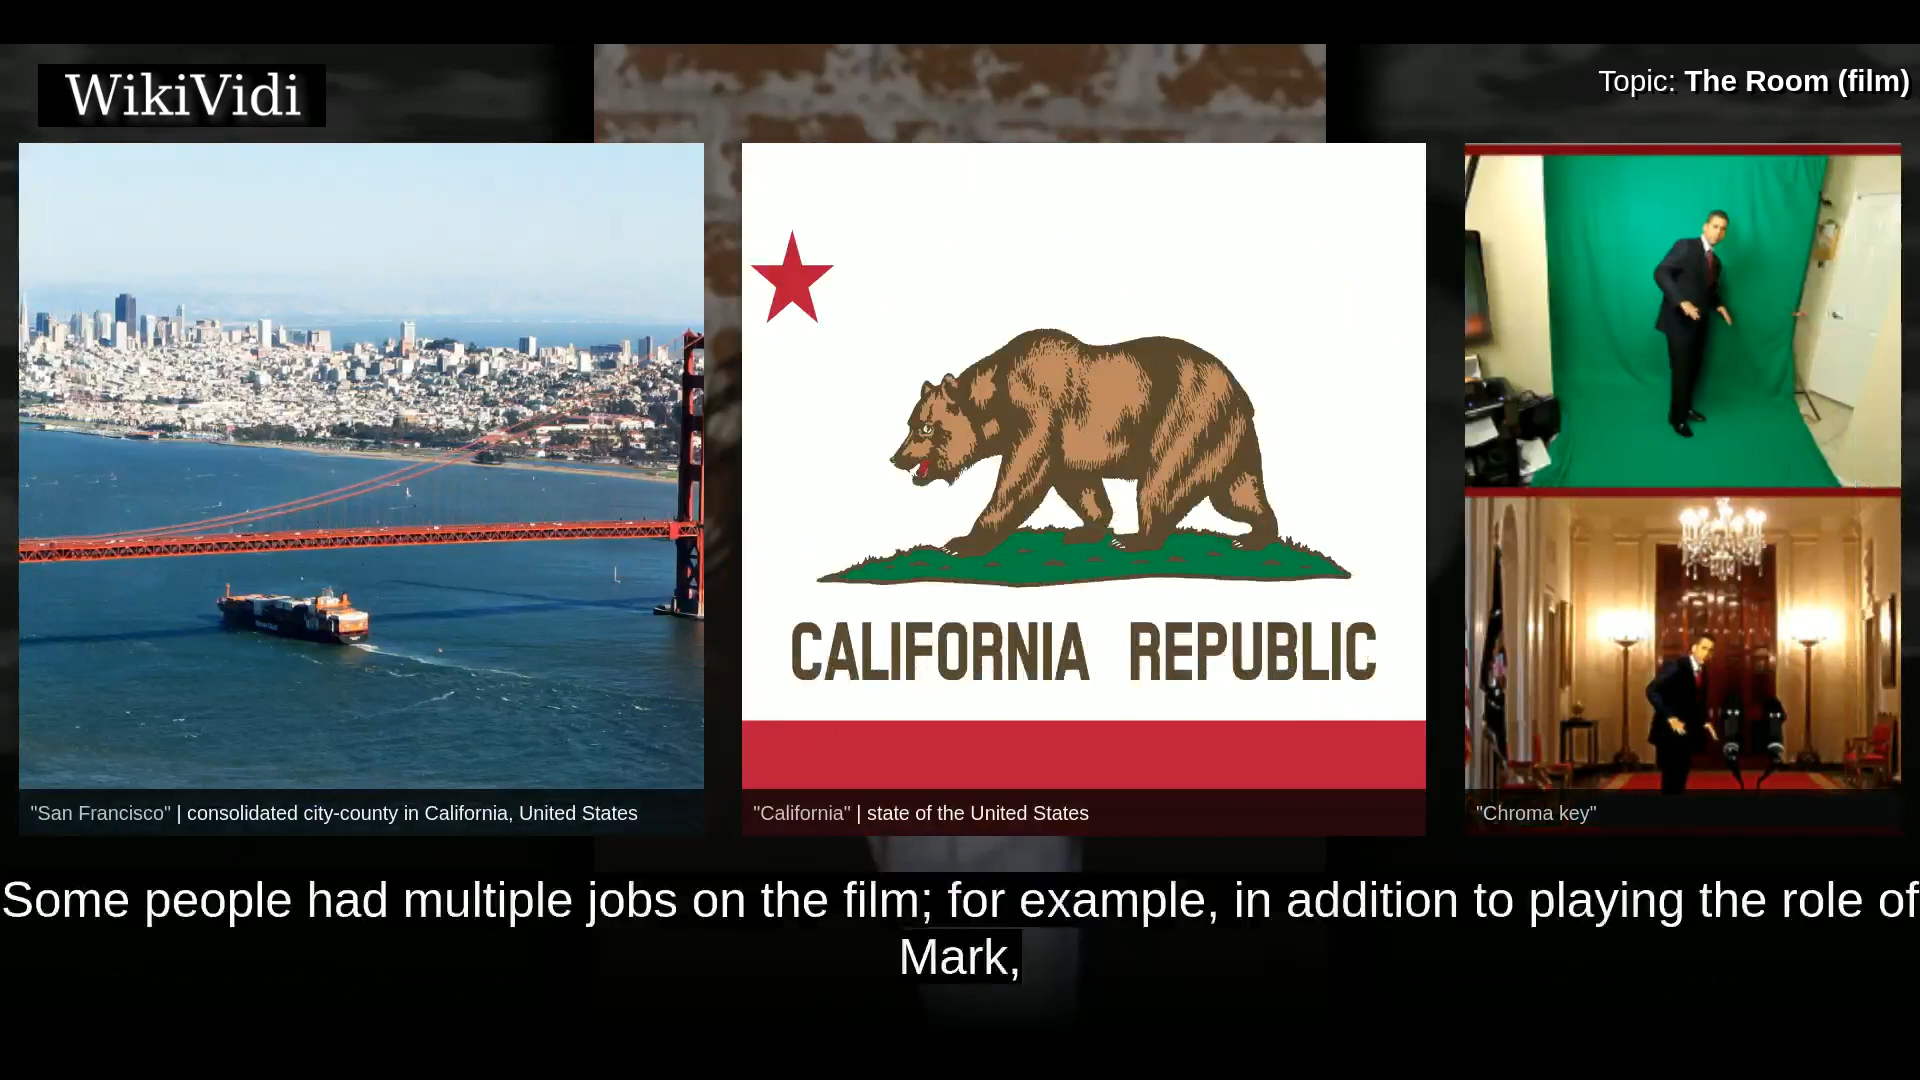 WikiVidi
Topic: The Room (film)
CALIFORNIA REPUBLIC
"San Francisco" | consolidated city-county in California, United States
"California" | state of the United States
"Chroma key"
Some people had multiple jobs on the film; for example, in addition to playing the role of
Mark,